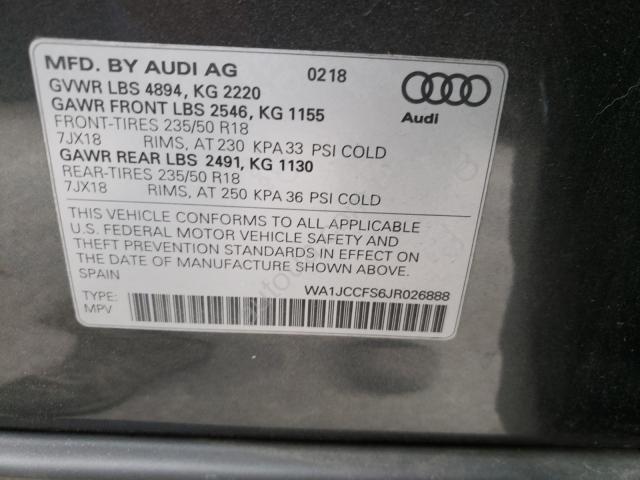 MFD. BY AUDI AG 0218
GVWR LBS 4894, KG 2220
GAWR FRONT LBS 2546, KG 1155
FRONT-TIRES 235/50 R18
7JX18 RIMS, AT 230 KPA 33 PSI COLD
GAWR REAR LBS 2491, KG 1130
REAR-TIRES 235/50 R18
7JX18 RIMS, AT 250 KPA 36 PSI COLD
Audi
THIS VEHICLE CONFORMS TO ALL APPLICABLE
U.S. FEDERAL MOTOR VEHICLE SAFETY AND
THEFT PREVENTION STANDARDS IN EFFECT ON
THE DATE OF MANUFACTURE SHOWN ABOVE.
SPAIN
WA1JCCFS6JR026888
TYPE:
MPV